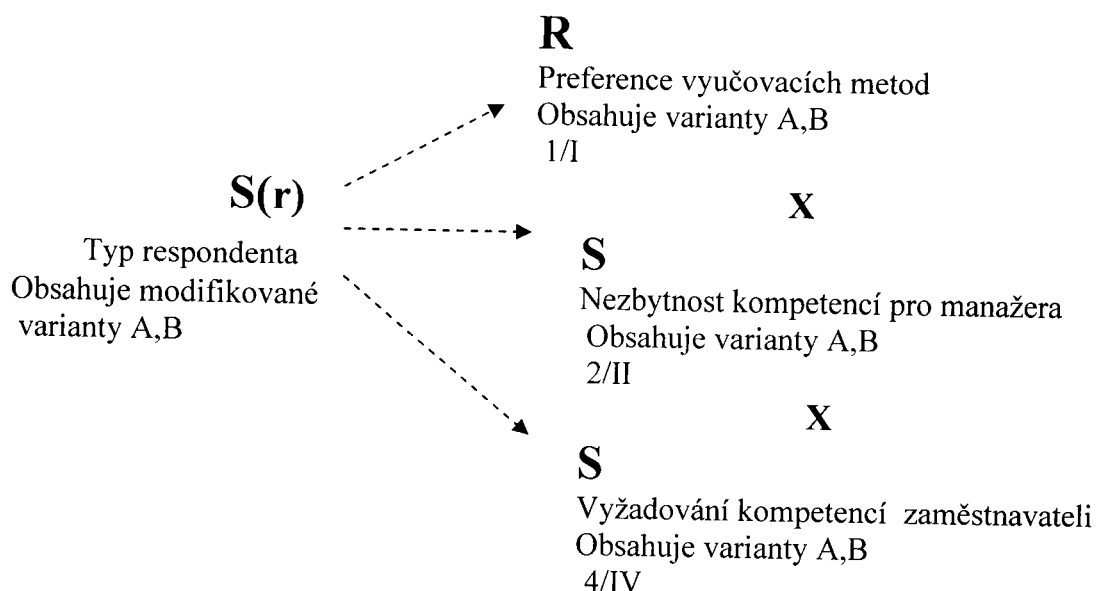 R
Preference vyučovacích metod
Obsahuje varianty A,B
1/I
S(r)
Typ respondenta
Obsahuje modifikované
varianty A,B
X
S
Nezbytnost kompetencí pro manažera
Obsahuje varianty A,B
2/II
X
S
Vyžadování kompetencí zaměstnavateli
Obsahuje varianty A,B
4/IV